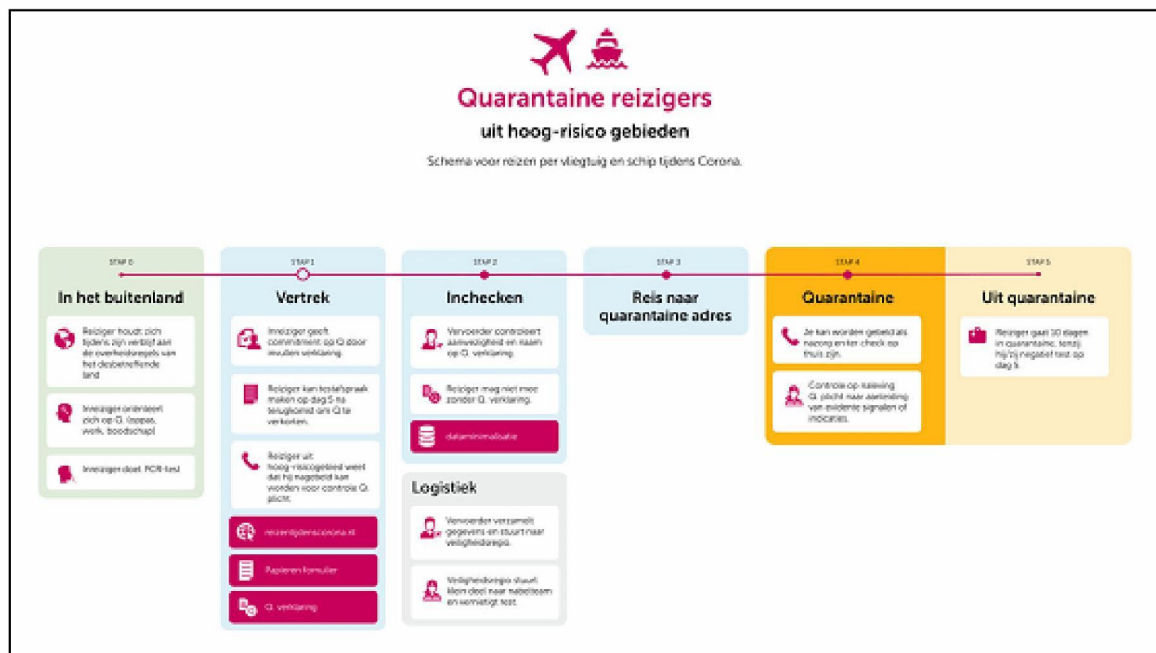 Quarantaine reizigers
uit hoog-risico gebieden
Schema voor reizen per vliegtuig en schip tijdens Corona.
STAP 0
In het buitenland
Reiziger houdt zich
tijdens zijn verblijf aan
de overheidsregels van
het desbetreffende
land
Inreiziger oriënteert
zich op Q. (oppas,
werk, boodschap)
Inreiziger doet PCR-test
STAP 1
Vertrek
Inreiziger geeft
commitment op Q door
invullen verklaring.
Reiziger kan testafspraak
maken op dag 5 na
terugkomst om Q te
verkorten.
Reiziger uit
hoog-risicogebied weet
dat hij nagebeld kan
worden voor controle Q.
plicht
reizentijdenscorona.nl
Papieren fomulier
Q. verklaring
STAP 2
Inchecken
Vervoerder controleert
aanwezigheid en naam
op Q. verklaring.
Reiziger mag niet mee
zonder Q. verklaring.
dataminimalisatie
Logistiek
Vervoerder verzamelt
gegevens en stuurt naar
veiligheidsregio.
Veiligheidsregio stuurt
klein deel naar nabelteam
en vernietigt rest.
STAP 3
Reis naar
quarantaine adres
STAP 4
Quarantaine
Je kan worden gebeld als
nazorg en ter check op
thuis zijn.
Controle op naleving
Q. plicht naar aanleiding
van evidente signalen of
indicaties.
STAP 5
Uit quarantaine
Reiziger gaat 10 dagen
in quarantaine, tenzij
hij/zij negatief test op
dag 5